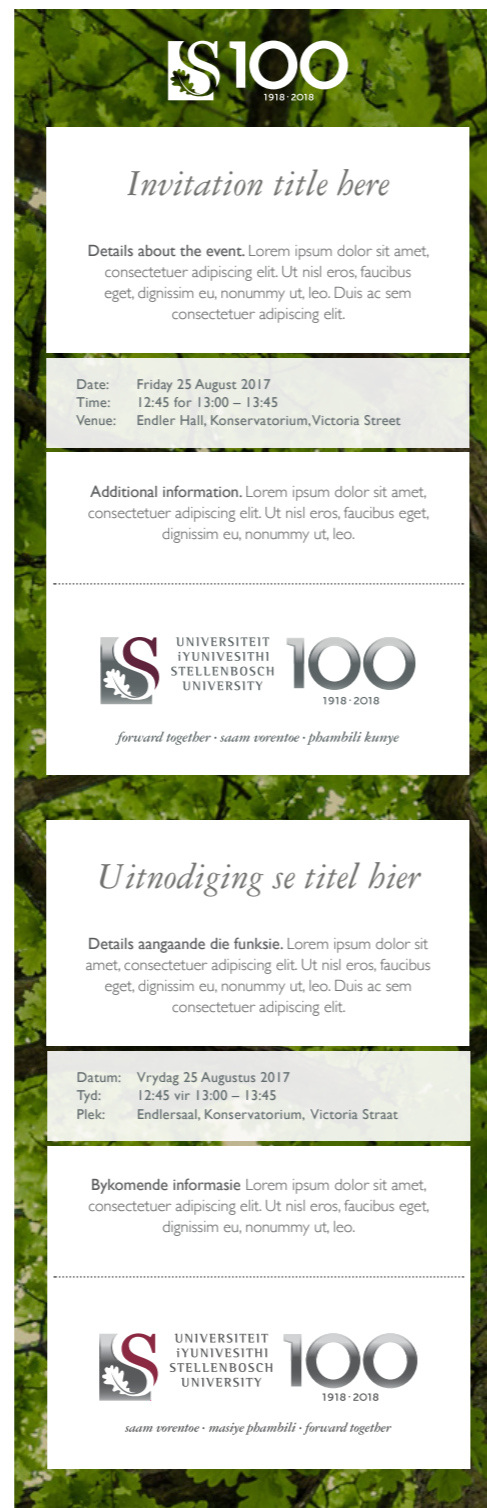 S 100
1918 · 2018
Invitation title here
Details about the event. Lorem ipsum dolor sit amet,
consectetuer adipiscing elit. Ut nisl eros, faucibus
eget, dignissim eu, nonummy ut, leo. Duis ac sem
consectetuer adipiscing elit.
Date: Friday 25 August 2017
Time: 12:45 for 13:00 – 13:45
Venue: Endler Hall, Konservatorium,Victoria Street
Additional information. Lorem ipsum dolor sit amet,
consectetuer adipiscing elit. Ut nisl eros, faucibus eget,
dignissim eu, nonummy ut, leo.
S
UNIVERSITEIT
iYUNIVESITHI
STELLENBOSCH
UNIVERSITY
100
1918 · 2018
forward together · saam vorentoe · phambili kunye
Uitnodiging se titel hier
Details aangaande die funksie. Lorem ipsum dolor sit
amet, consectetuer adipiscing elit. Ut nisl eros, faucibus
eget, dignissim eu, nonummy ut, leo. Duis ac sem
consectetuer adipiscing elit.
Datum: Vrydag 25 Augustus 2017
Tyd: 12:45 vir 13:00 – 13:45
Plek: Endlersaal, Konservatorium, Victoria Straat
Bykomende informasie Lorem ipsum dolor sit amet,
consectetuer adipiscing elit. Ut nisl eros, faucibus eget,
dignissim eu, nonummy ut, leo.
S
UNIVERSITEIT
iYUNIVESITHI
STELLENBOSCH
UNIVERSITY
100
1918 · 2018
saam vorentoe · masiye phambili · forward together